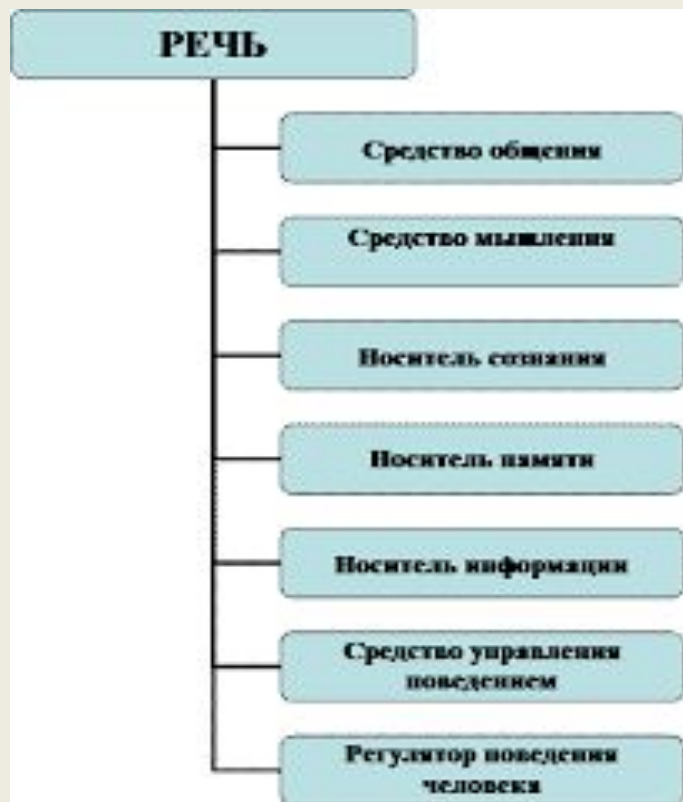 РЕЧЬ
Средство общения
Средство мышления
Носитель сознания
Носитель памяти
Носитель информации
Средство управления
поведением
Регулятор поведения
человека